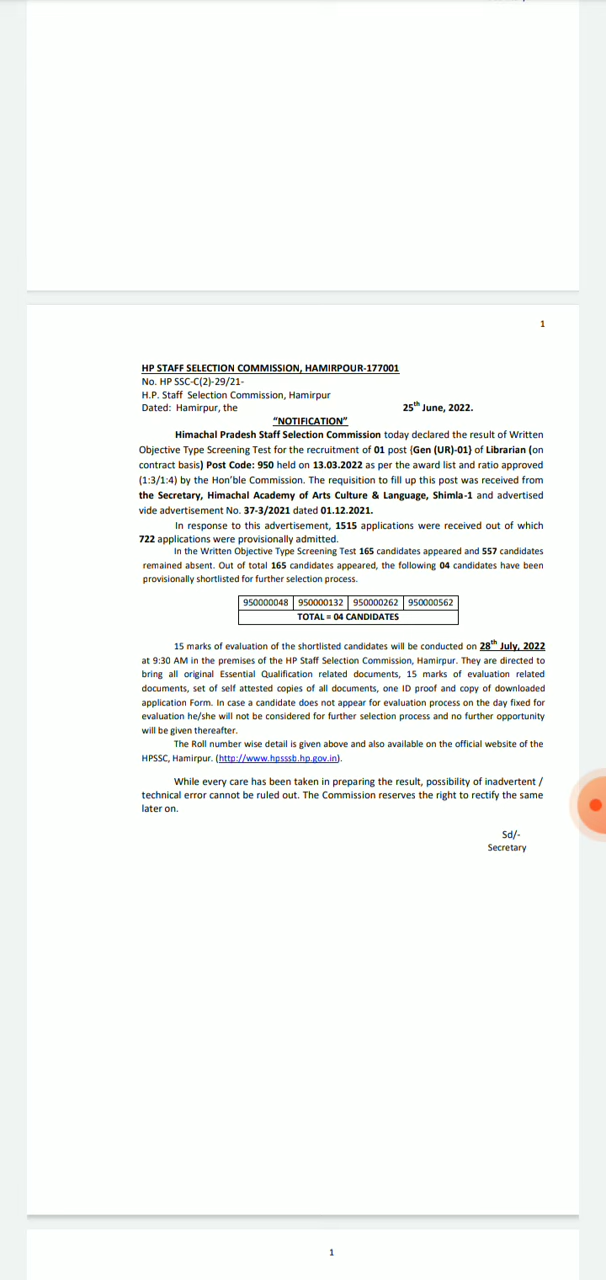 1
HP STAFF SELECTION COMMISSION, HAMIRPOUR-177001
No. HP SSC-C(2)-29/21-
H.P. Staff Selection Commission, Hamirpur
Dated: Hamirpur, the 25th June, 2022.
“NOTIFICATION”
Himachal Pradesh Staff Selection Commission today declared the result of Written
Objective Type Screening Test for the recruitment of 01 post {Gen (UR)-01} of Librarian (on
contract basis) Post Code: 950 held on 13.03.2022 as per the award list and ratio approved
(1:3/1:4) by the Hon’ble Commission. The requisition to fill up this post was received from
the Secretary, Himachal Academy of Arts Culture & Language, Shimla-1 and advertised
vide advertisement No. 37-3/2021 dated 01.12.2021.
In response to this advertisement, 1515 applications were received out of which
722 applications were provisionally admitted.
In the Written Objective Type Screening Test 165 candidates appeared and 557 candidates
remained absent. Out of total 165 candidates appeared, the following 04 candidates have been
provisionally shortlisted for further selection process.
950000048 950000132 950000262 950000562
TOTAL = 04 CANDIDATES
15 marks of evaluation of the shortlisted candidates will be conducted on 28th July, 2022
at 9:30 AM in the premises of the HP Staff Selection Commission, Hamirpur. They are directed to
bring all original Essential Qualification related documents, 15 marks of evaluation related
documents, set of self attested copies of all documents, one ID proof and copy of downloaded
application Form. In case a candidate does not appear for evaluation process on the day fixed for
evaluation he/she will not be considered for further selection process and no further opportunity
will be given thereafter.
The Roll number wise detail is given above and also available on the official website of the
HPSSC, Hamirpur. (http://www.hpsssb.hp.gov.in).
While every care has been taken in preparing the result, possibility of inadvertent /
technical error cannot be ruled out. The Commission reserves the right to rectify the same
later on.
Sd/-
Secretary
1